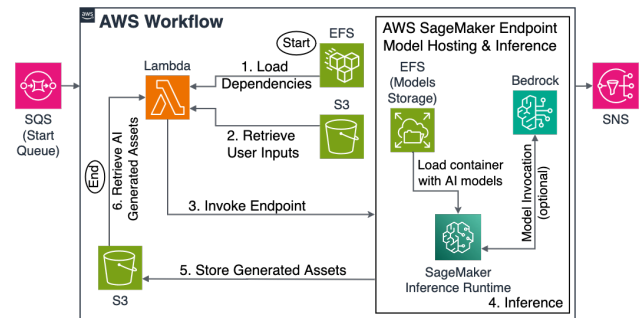 aws
AWS Workflow
SQS
(Start
Queue)
Lambda
Start
EFS
1. Load
Dependencies
S3
2. Retrieve
User Inputs
3. Invoke Endpoint
End
6. Retrieve AI
Generated Assets
S3
5. Store Generated Assets
AWS SageMaker Endpoint
Model Hosting & Inference
EFS
(Models
Storage)
Bedrock
Load container
with AI models
Model Invocation
(optional)
SageMaker
Inference Runtime
4. Inference
SNS